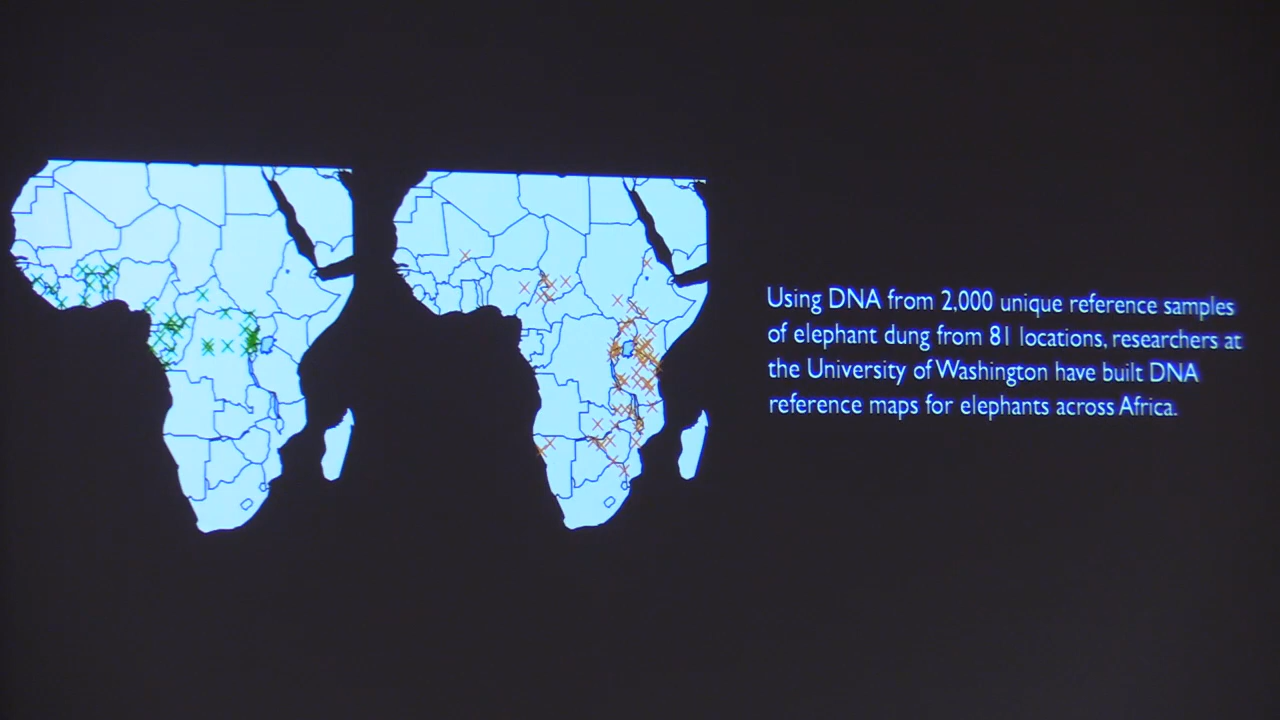 Using DNA from 2,000 unique reference samples
of elephant dung from 81 locations, researchers at
the University of Washington have built DNA
reference maps for elephants across Africa.